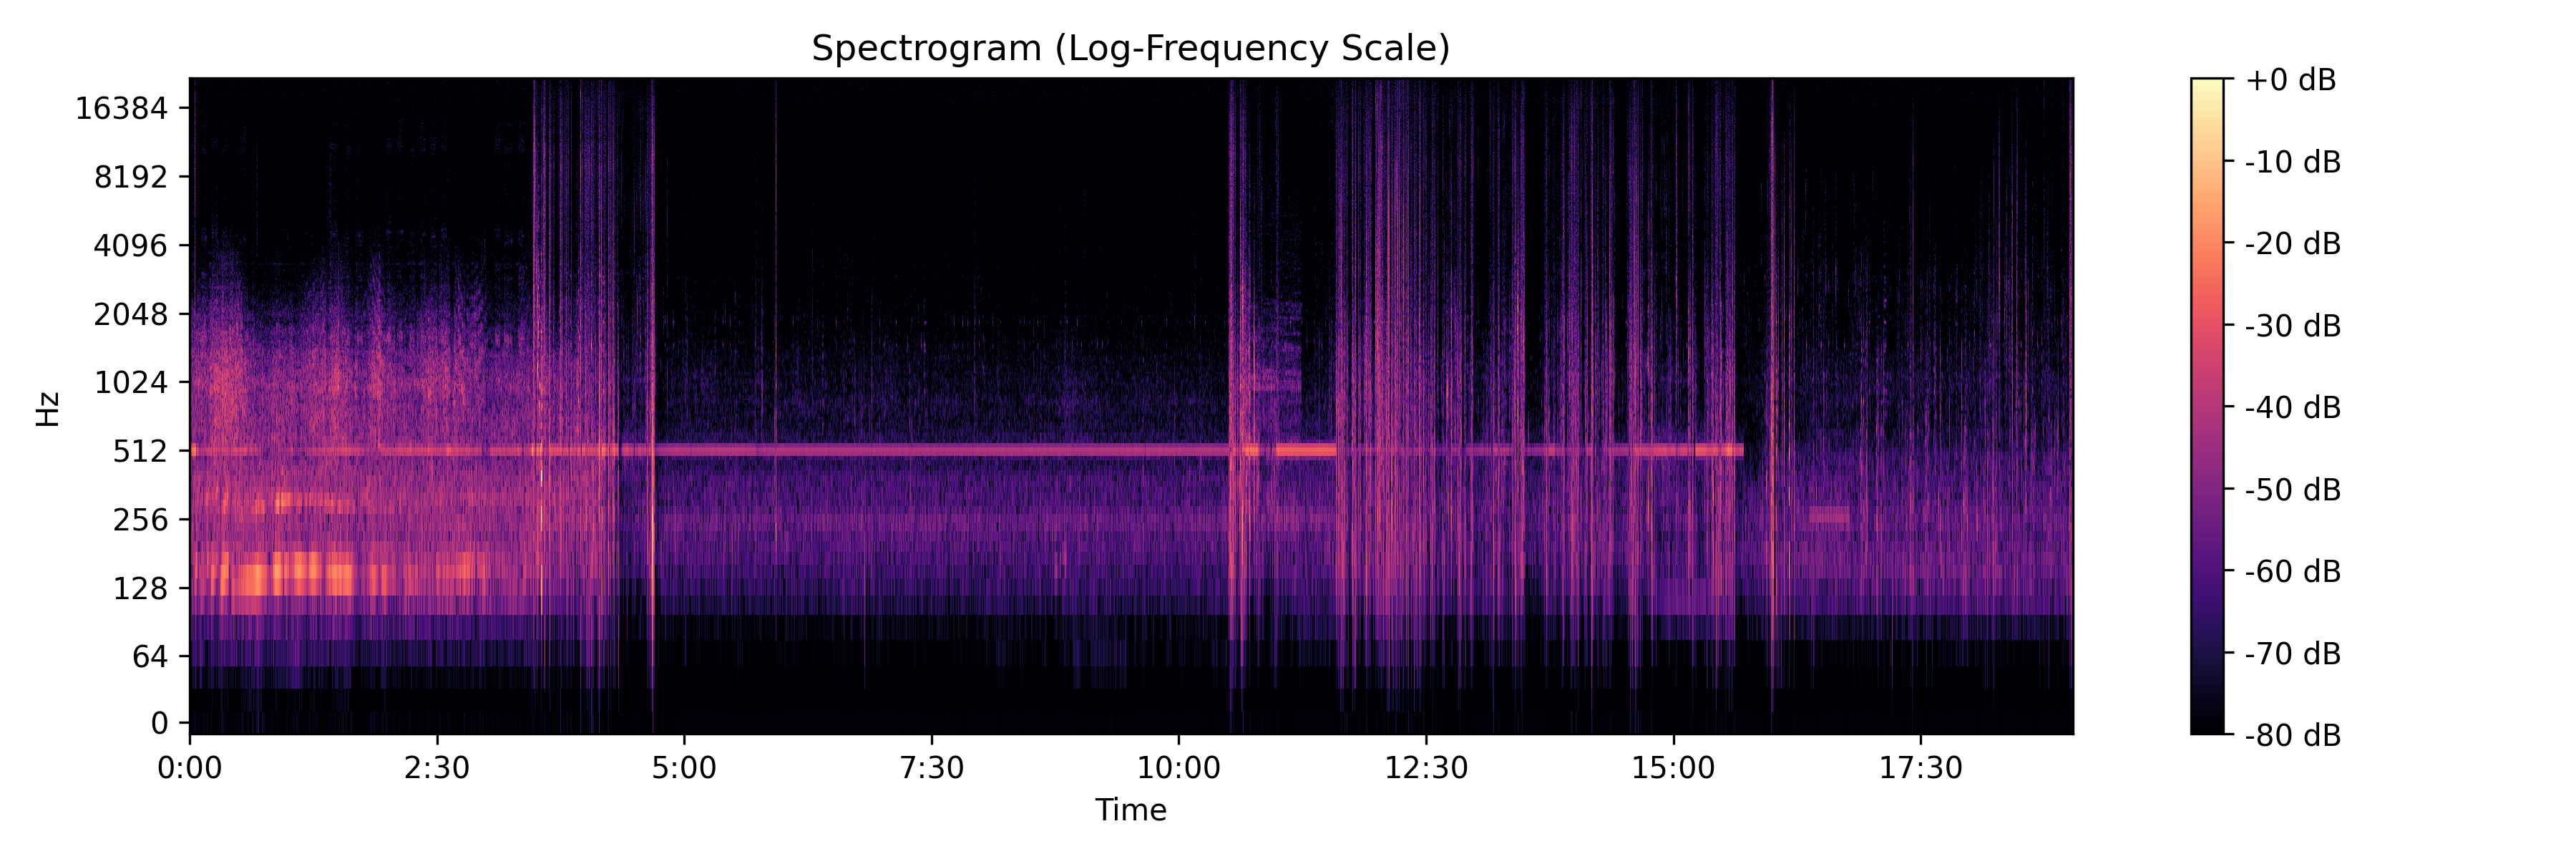 Spectrogram (Log-Frequency Scale)
Hz
16384
8192
4096
2048
1024
512
256
128
64
0
0:00 2:30 5:00 7:30 10:00 12:30 15:00 17:30
Time
+0 dB
-10 dB
-20 dB
-30 dB
-40 dB
-50 dB
-60 dB
-70 dB
-80 dB